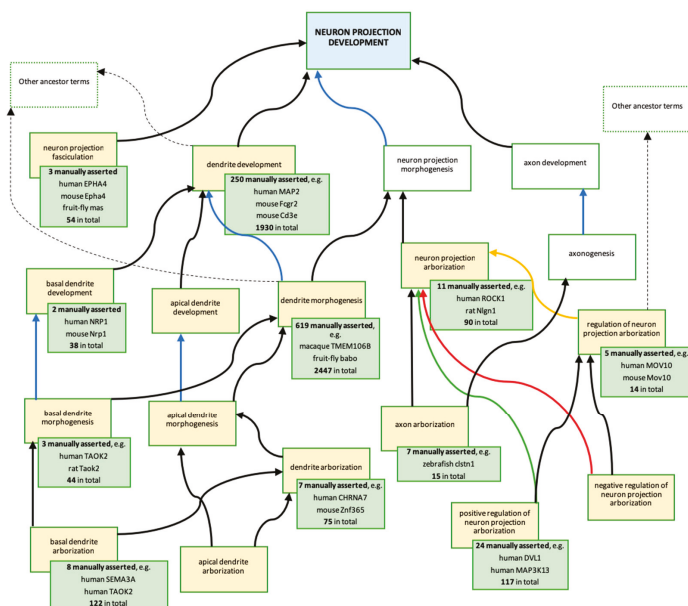 NEURON PROJECTION
DEVELOPMENT
Other ancestor terms
Other ancestor terms
neuron projection
fasciculation
3 manually asserted
human EPHA4
mouse Epha4
fruit-fly mas
54 in total
dendrite development
250 manually asserted, e.g.
human MAP2
mouse Fcgr2
mouse Cd3e
1930 in total
neuron projection
morphogenesis
axon development
basal dendrite
development
2 manually asserted
human NRP1
mouse Nrp1
38 in total
apical dendrite
development
dendrite morphogenesis
619 manually asserted,
e.g.
macaque TMEM106B
fruit-fly babo
2447 in total
neuron projection
arborization
11 manually asserted, e.g.
human ROCK1
rat Nlgn1
90 in total
axonogenesis
regulation of neuron
projection arborization
5 manually asserted, e.g.
human MOV10
mouse Mov10
14 in total
basal dendrite
morphogenesis
3 manually asserted, e.g.
human TAOK2
rat Taok2
44 in total
apical dendrite
morphogenesis
dendrite arborization
7 manually asserted, e.g.
human CHRNA7
mouse Znf365
75 in total
axon arborization
7 manually asserted, e.g.
zebrafish clstn1
15 in total
negative regulation of
neuron projection
arborization
basal dendrite
arborization
8 manually asserted, e.g.
human SEMA3A
human TAOK2
122 in total
apical dendrite
arborization
positive regulation of
neuron projection
arborization
24 manually asserted, e.g.
human DVL1
human MAP3K13
117 in total